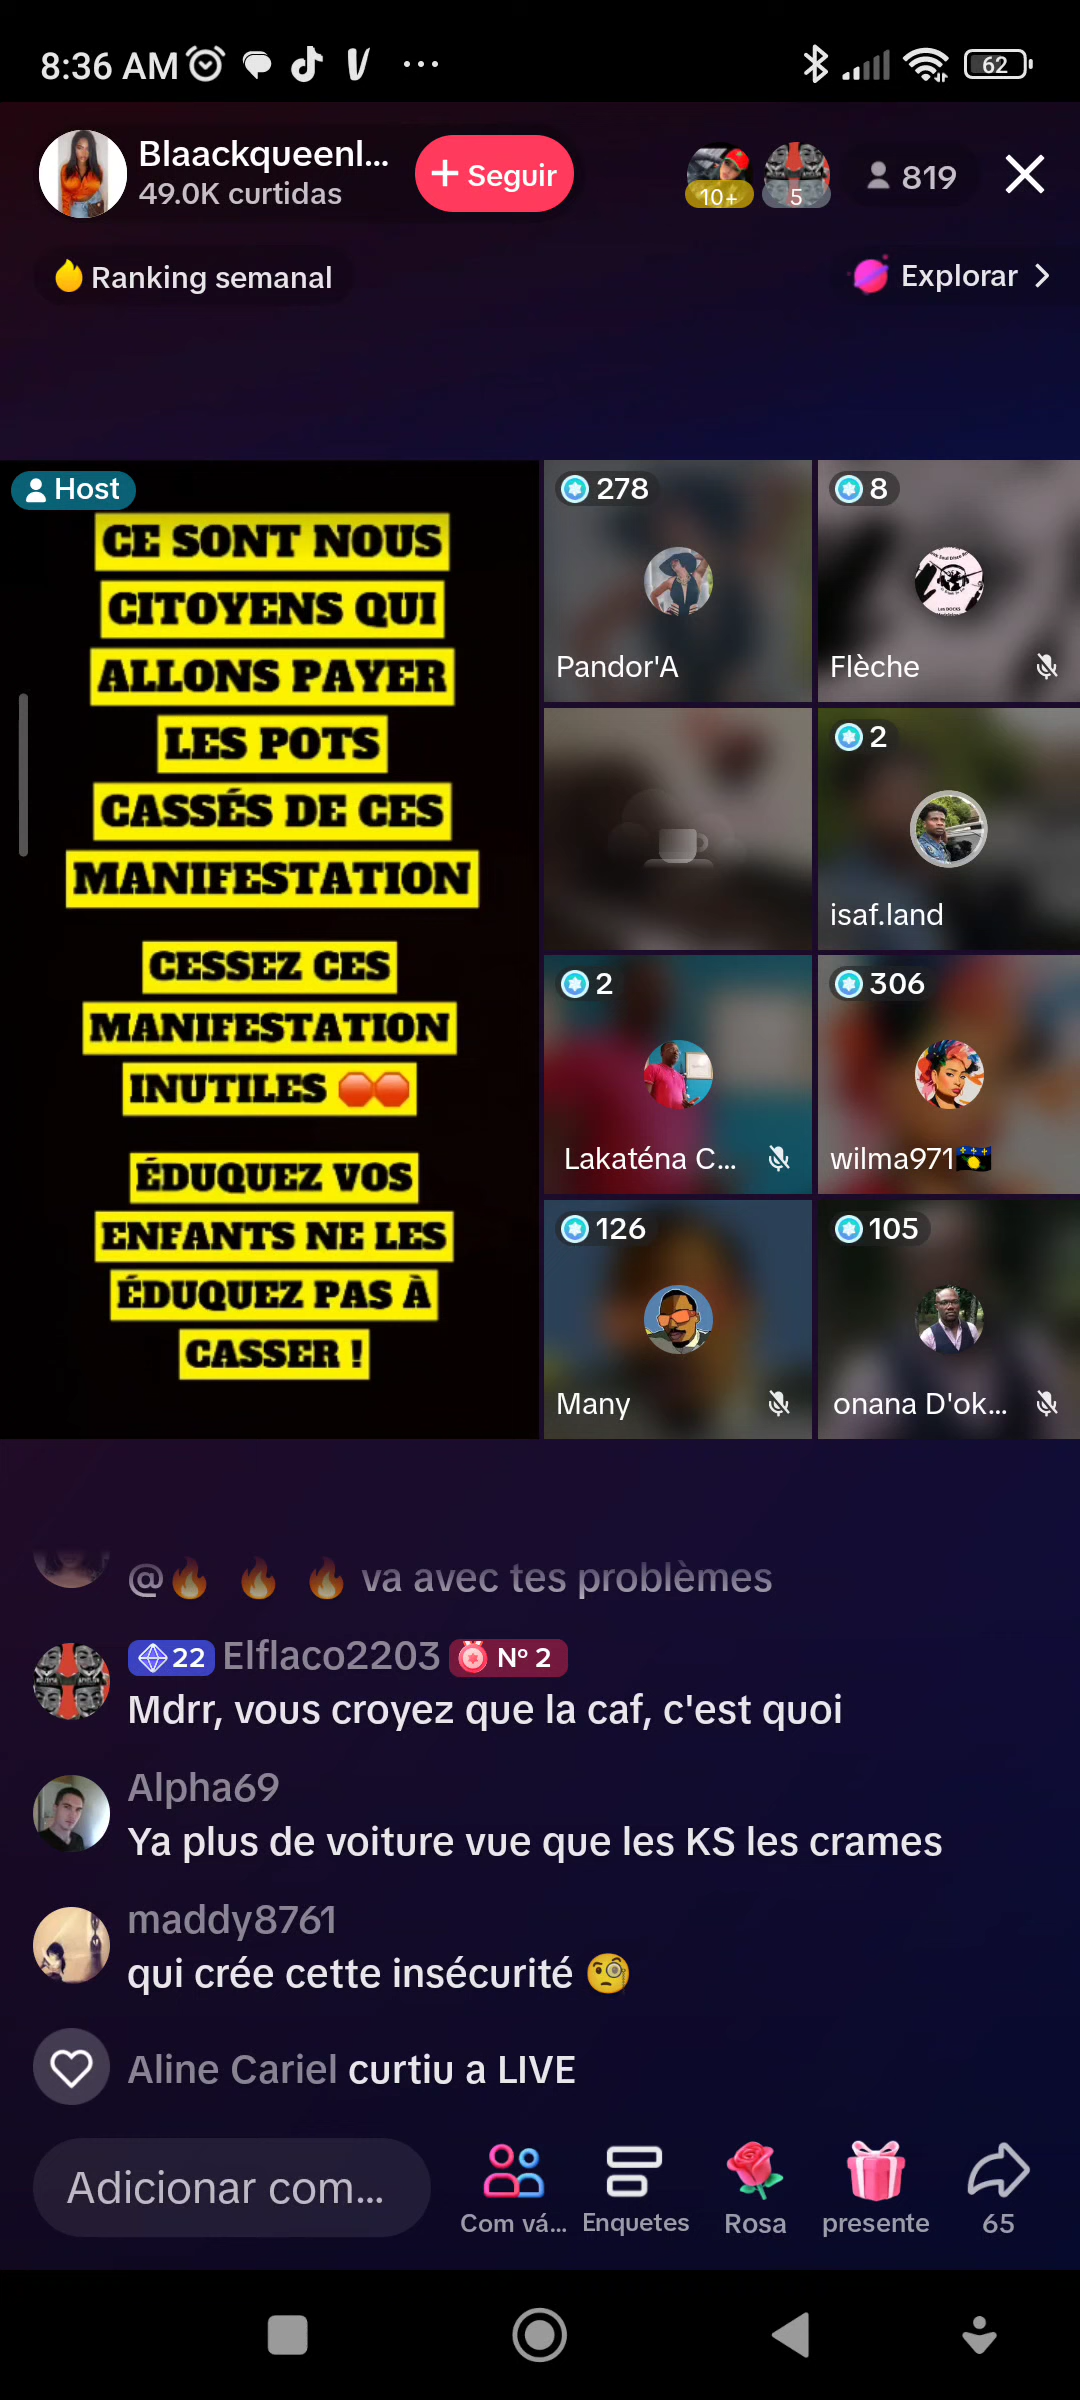 8:36 AM
62
Blaackqueenl...
49.0K curtidas
+ Seguir
10+
5
819
Ranking semanal
Explorar
Host
CE SONT NOUS
CITOYENS QUI
ALLONS PAYER
LES POTS
CASSÉS DE CES
MANIFESTATION
CESSEZ CES
MANIFESTATION
INUTILES 🛑🛑
ÉDUQUEZ VOS
ENFANTS NE LES
ÉDUQUEZ PAS À
CASSER !
278
Pandor'A
8
Flèche
2
isaf.land
2
Lakaténa C...
306
wilma971🇬🇵
126
Many
105
onana D'ok...
@🔥 🔥 🔥 va avec tes problèmes
22 Elflaco2203 Nº 2
Mdrr, vous croyez que la caf, c'est quoi
Alpha69
Ya plus de voiture vue que les KS les crames
maddy8761
qui crée cette insécurité 🧐
Aline Cariel curtiu a LIVE
Adicionar com...
Com vá...
Enquetes
Rosa
presente
65